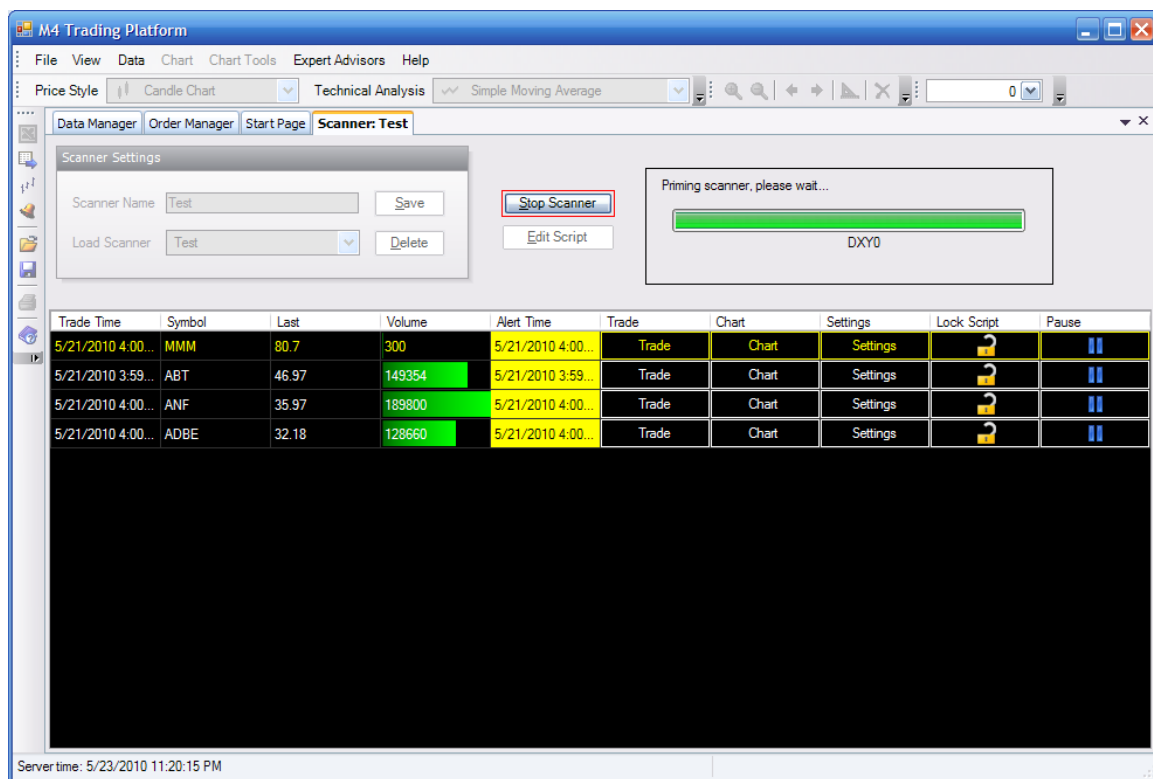 M4 Trading Platform
File View Data Chart Chart Tools Expert Advisors Help
Price Style Candle Chart Technical Analysis Simple Moving Average 0
Data Manager Order Manager Start Page Scanner: Test
Scanner Settings
Scanner Name Test Save
Load Scanner Test Delete
Stop Scanner
Edit Script
Priming scanner, please wait...
DXY0
Trade Time Symbol Last Volume Alert Time Trade Chart Settings Lock Script Pause
5/21/2010 4:00... MMM 80.7 300 5/21/2010 4:00... Trade Chart Settings
5/21/2010 3:59... ABT 46.97 149354 5/21/2010 3:59... Trade Chart Settings
5/21/2010 4:00... ANF 35.97 189800 5/21/2010 4:00... Trade Chart Settings
5/21/2010 4:00... ADBE 32.18 128660 5/21/2010 4:00... Trade Chart Settings
Server time: 5/23/2010 11:20:15 PM